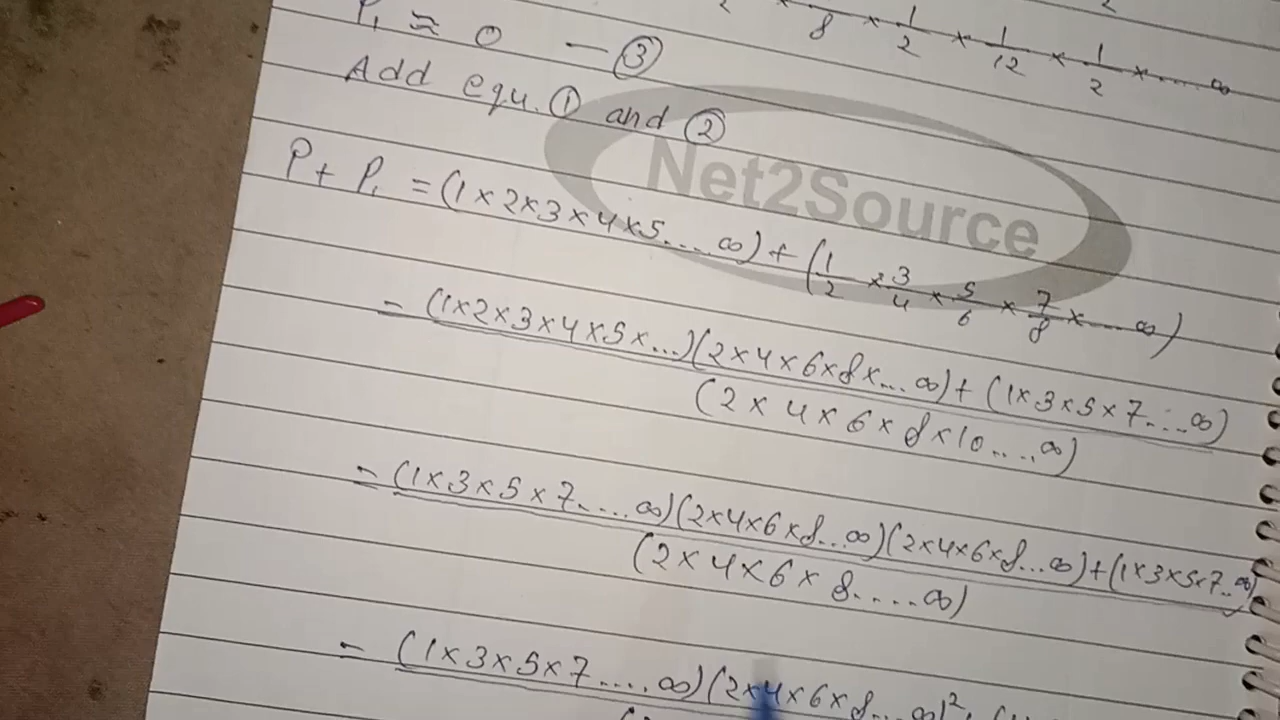 × 8 × 1/2 × 1/12 × 1/2 × ..... ∞
P₁ ≈ 0 — ③
Add equ. ① and ②
Net2Source
P + P₁ = (1×2×3×4×5.... ∞) + (1/2 × 3/4 × 5/6 × 7/8 × .... ∞)
= (1×2×3×4×5×...)(2×4×6×8×... ∞) + (1×3×5×7.... ∞)
(2 × 4 × 6 × 8 × 10.... ∞)
= (1×3×5×7..... ∞)(2×4×6×8... ∞)(2×4×6×8... ∞) + (1×3×5×7.. ∞)
(2×4×6×8..... ∞)
= (1×3×5×7..... ∞)(2×4×6×8... ∞)²